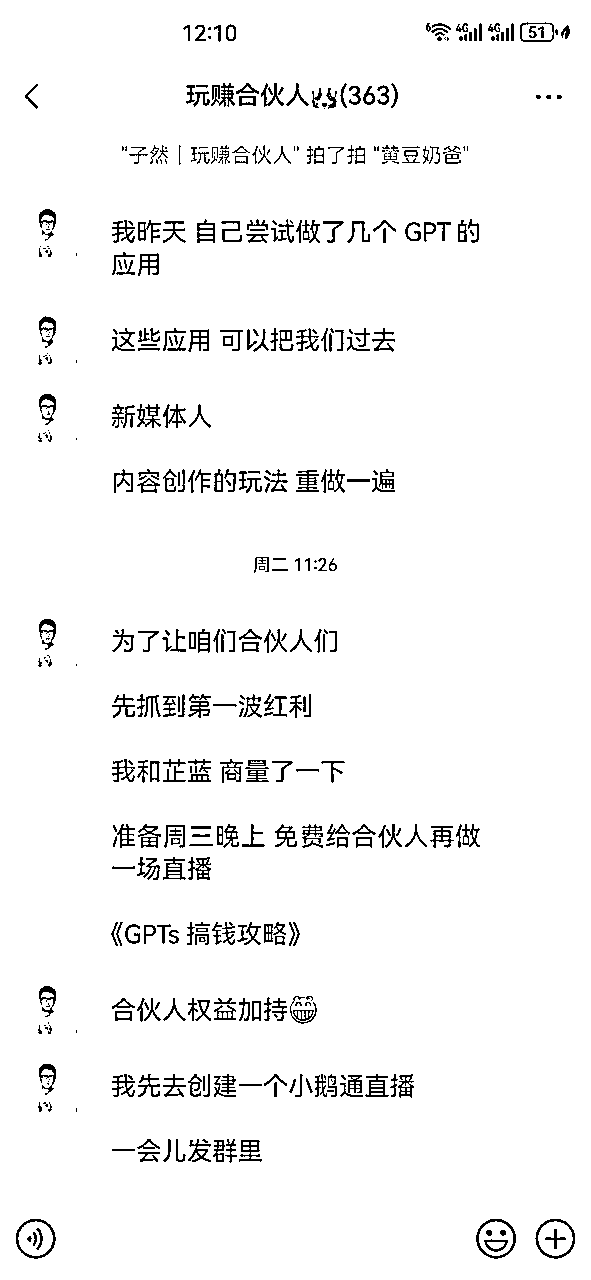 12:10
6 4G 4G 51
玩赚合伙人(363)
"子然｜玩赚合伙人" 拍了拍 "黄豆奶爸"
我昨天 自己尝试做了几个 GPT 的
应用
这些应用 可以把我们过去
新媒体人
内容创作的玩法 重做一遍
周二 11:26
为了让咱们合伙人们
先抓到第一波红利
我和芷蓝 商量了一下
准备周三晚上 免费给合伙人再做
一场直播
《GPTs 搞钱攻略》
合伙人权益加持😁
我先去创建一个小鹅通直播
一会儿发群里